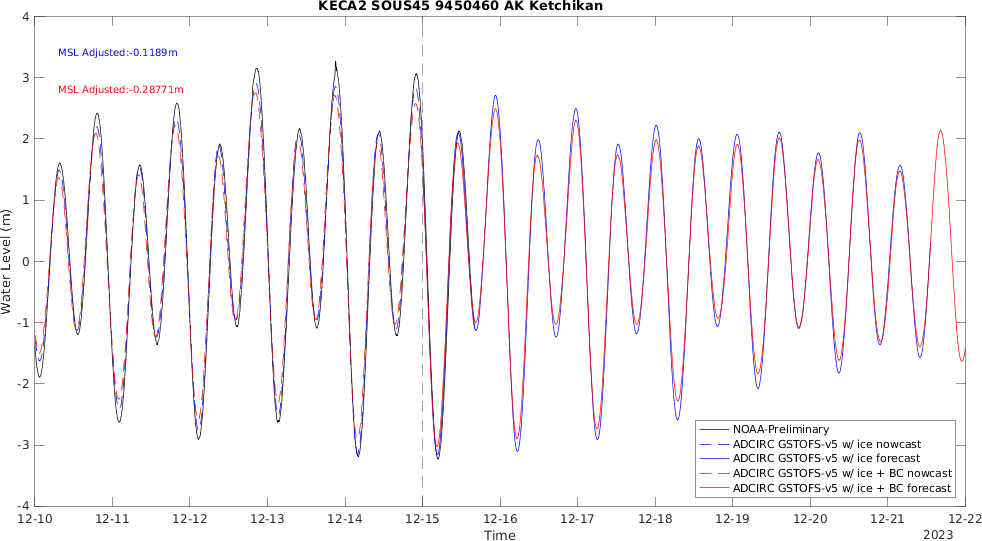 KECA2 SOUS45 9450460 AK Ketchikan
MSL Adjusted:-0.1189m
MSL Adjusted:-0.28771m
Water Level (m)
4
3
2
1
0
-1
-2
-3
-4
NOAA-Preliminary
ADCIRC GSTOFS-v5 w/ ice nowcast
ADCIRC GSTOFS-v5 w/ ice forecast
ADCIRC GSTOFS-v5 w/ ice + BC nowcast
ADCIRC GSTOFS-v5 w/ ice + BC forecast
12-10 12-11 12-12 12-13 12-14 12-15 12-16 12-17 12-18 12-19 12-20 12-21 12-22
Time
2023